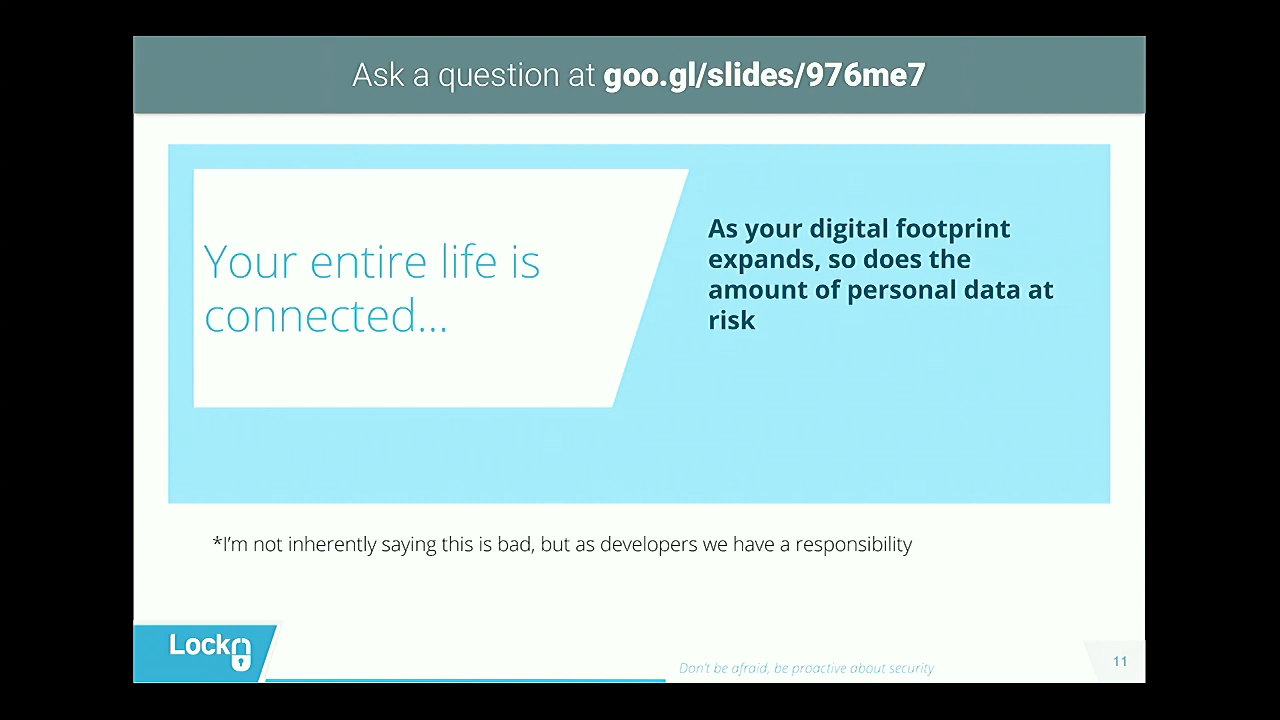 Ask a question at goo.gl/slides/976me7
Your entire life is
connected...
As your digital footprint
expands, so does the
amount of personal data at
risk
*I'm not inherently saying this is bad, but as developers we have a responsibility
Lock
Don't be afraid, be proactive about security
11